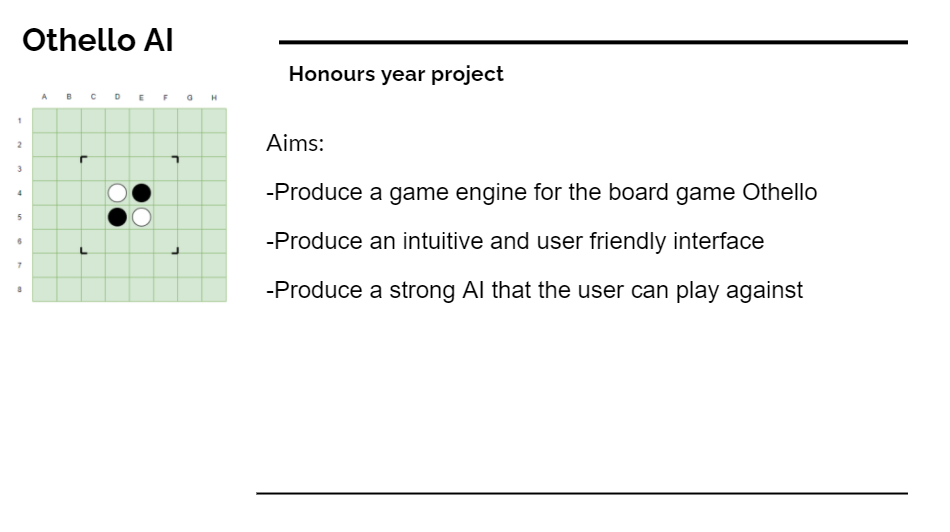 Othello AI
Honours year project
A B C D E F G H
1
2
3
4
5
6
7
8
Aims:
-Produce a game engine for the board game Othello
-Produce an intuitive and user friendly interface
-Produce a strong AI that the user can play against